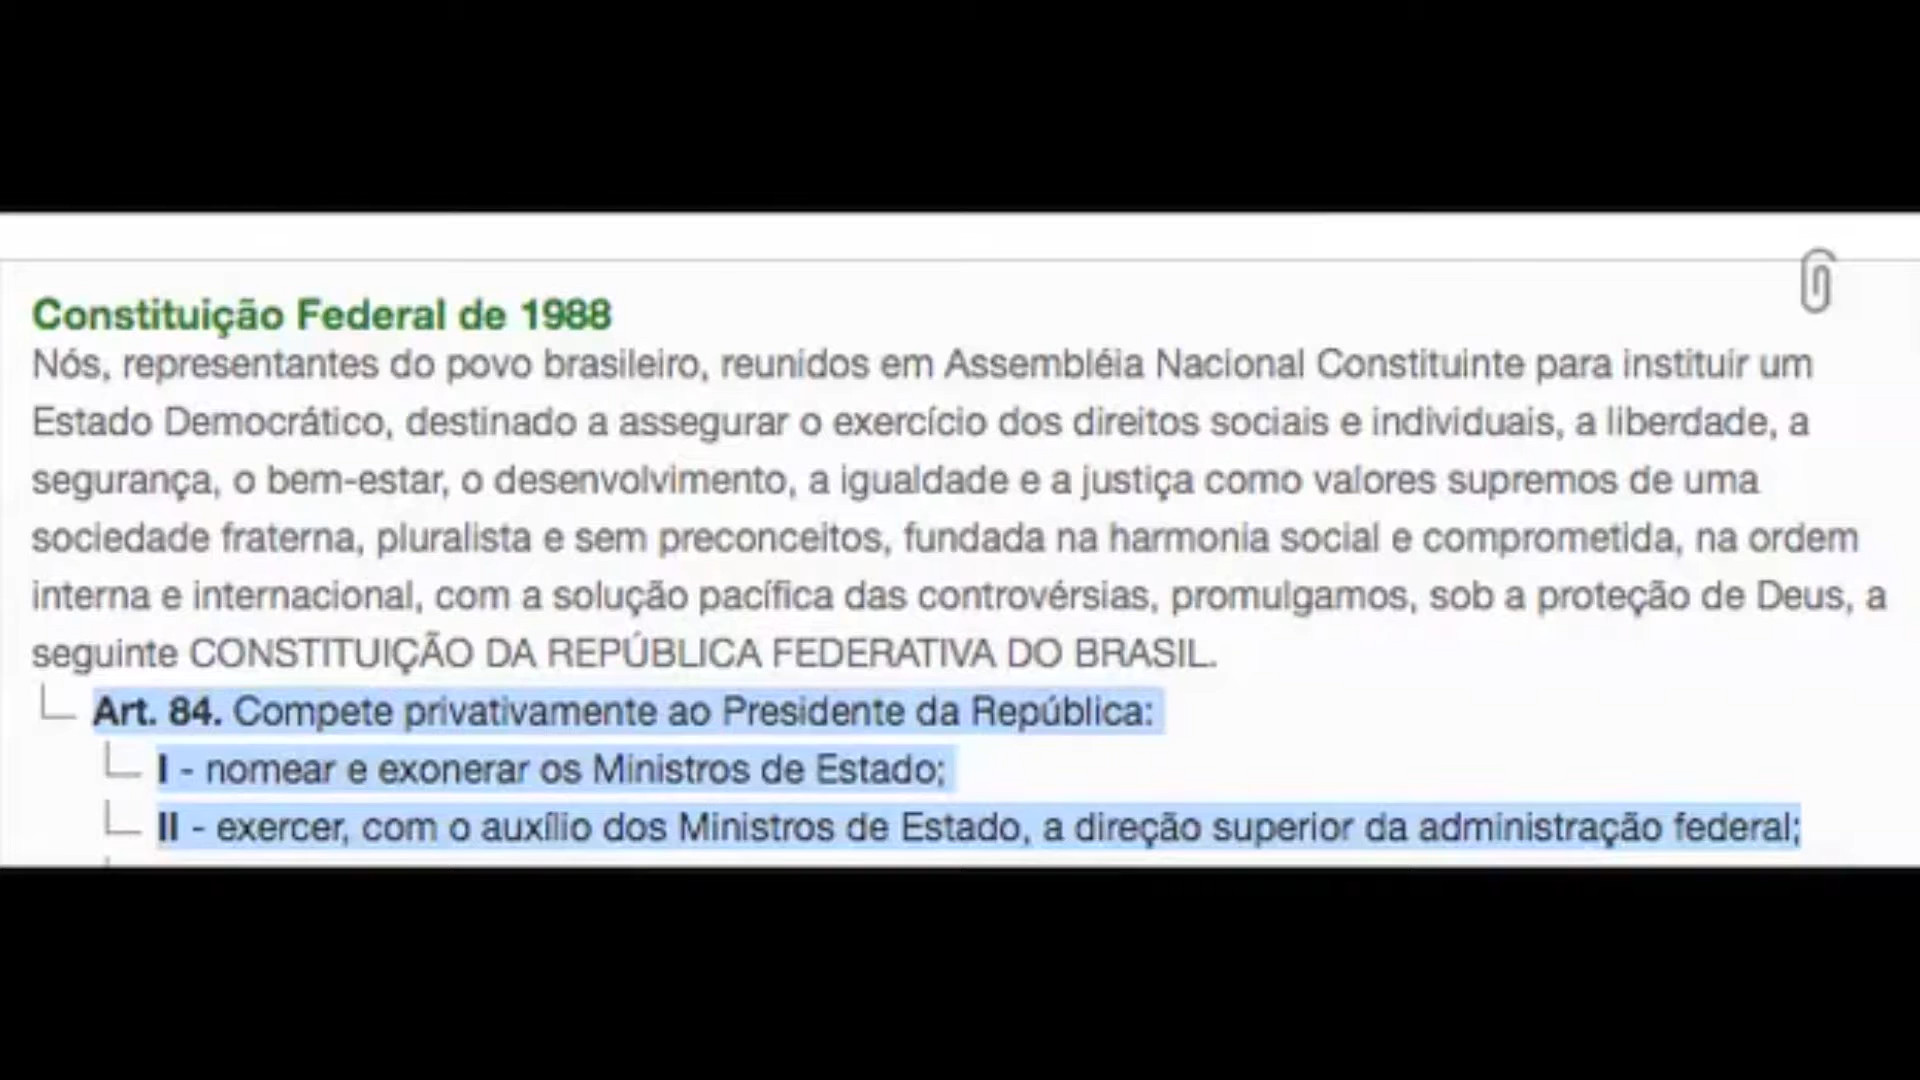 Constituição Federal de 1988
Nós, representantes do povo brasileiro, reunidos em Assembléia Nacional Constituinte para instituir um
Estado Democrático, destinado a assegurar o exercício dos direitos sociais e individuais, a liberdade, a
segurança, o bem-estar, o desenvolvimento, a igualdade e a justiça como valores supremos de uma
sociedade fraterna, pluralista e sem preconceitos, fundada na harmonia social e comprometida, na ordem
interna e internacional, com a solução pacífica das controvérsias, promulgamos, sob a proteção de Deus, a
seguinte CONSTITUIÇÃO DA REPÚBLICA FEDERATIVA DO BRASIL.
Art. 84. Compete privativamente ao Presidente da República:
I - nomear e exonerar os Ministros de Estado;
II - exercer, com o auxílio dos Ministros de Estado, a direção superior da administração federal;